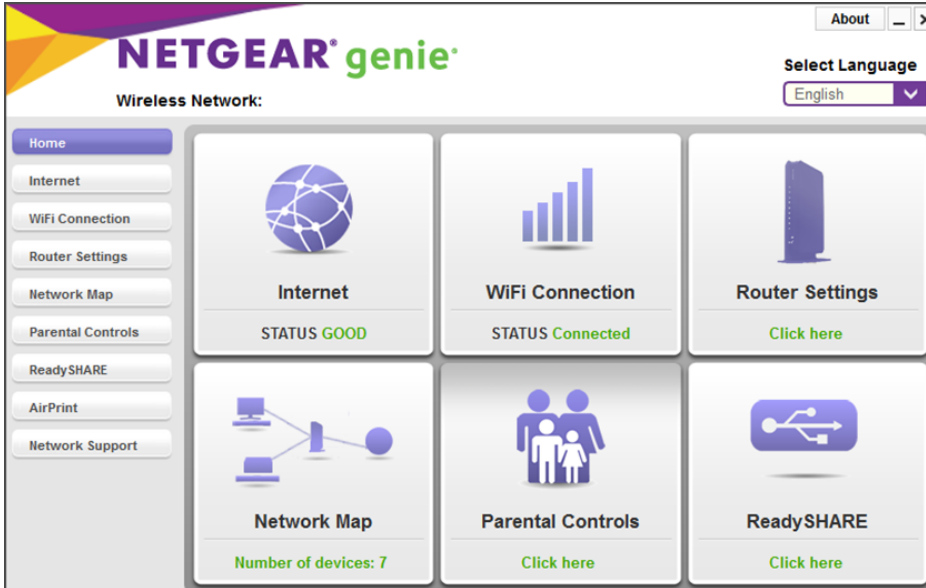 About
NETGEAR® genie®
Select Language
English
Wireless Network:
Home
Internet
WiFi Connection
Router Settings
Network Map
Parental Controls
ReadySHARE
AirPrint
Network Support
Internet
STATUS GOOD
WiFi Connection
STATUS Connected
Router Settings
Click here
Network Map
Number of devices: 7
Parental Controls
Click here
ReadySHARE
Click here